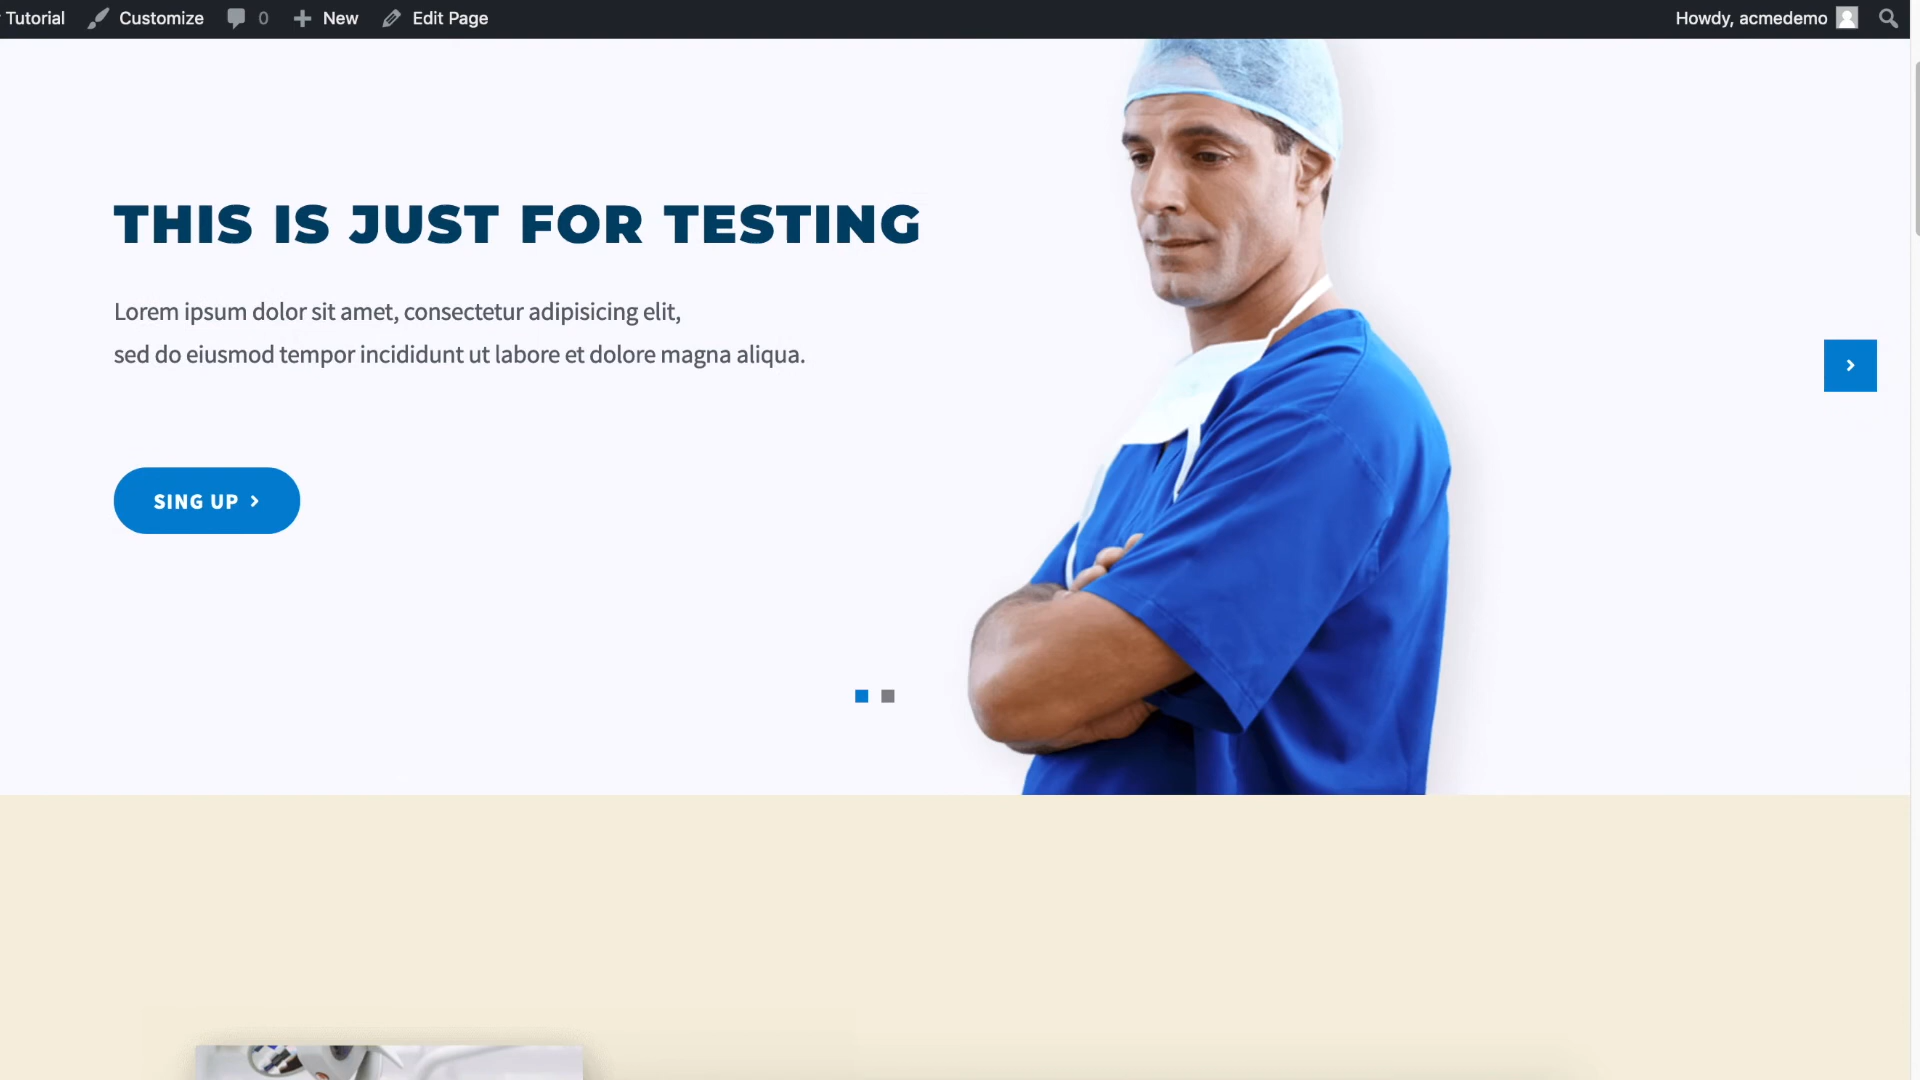 Tutorial Customize 0 New Edit Page Howdy, acmedemo
THIS IS JUST FOR TESTING
Lorem ipsum dolor sit amet, consectetur adipisicing elit,
sed do eiusmod tempor incididunt ut labore et dolore magna aliqua.
SING UP